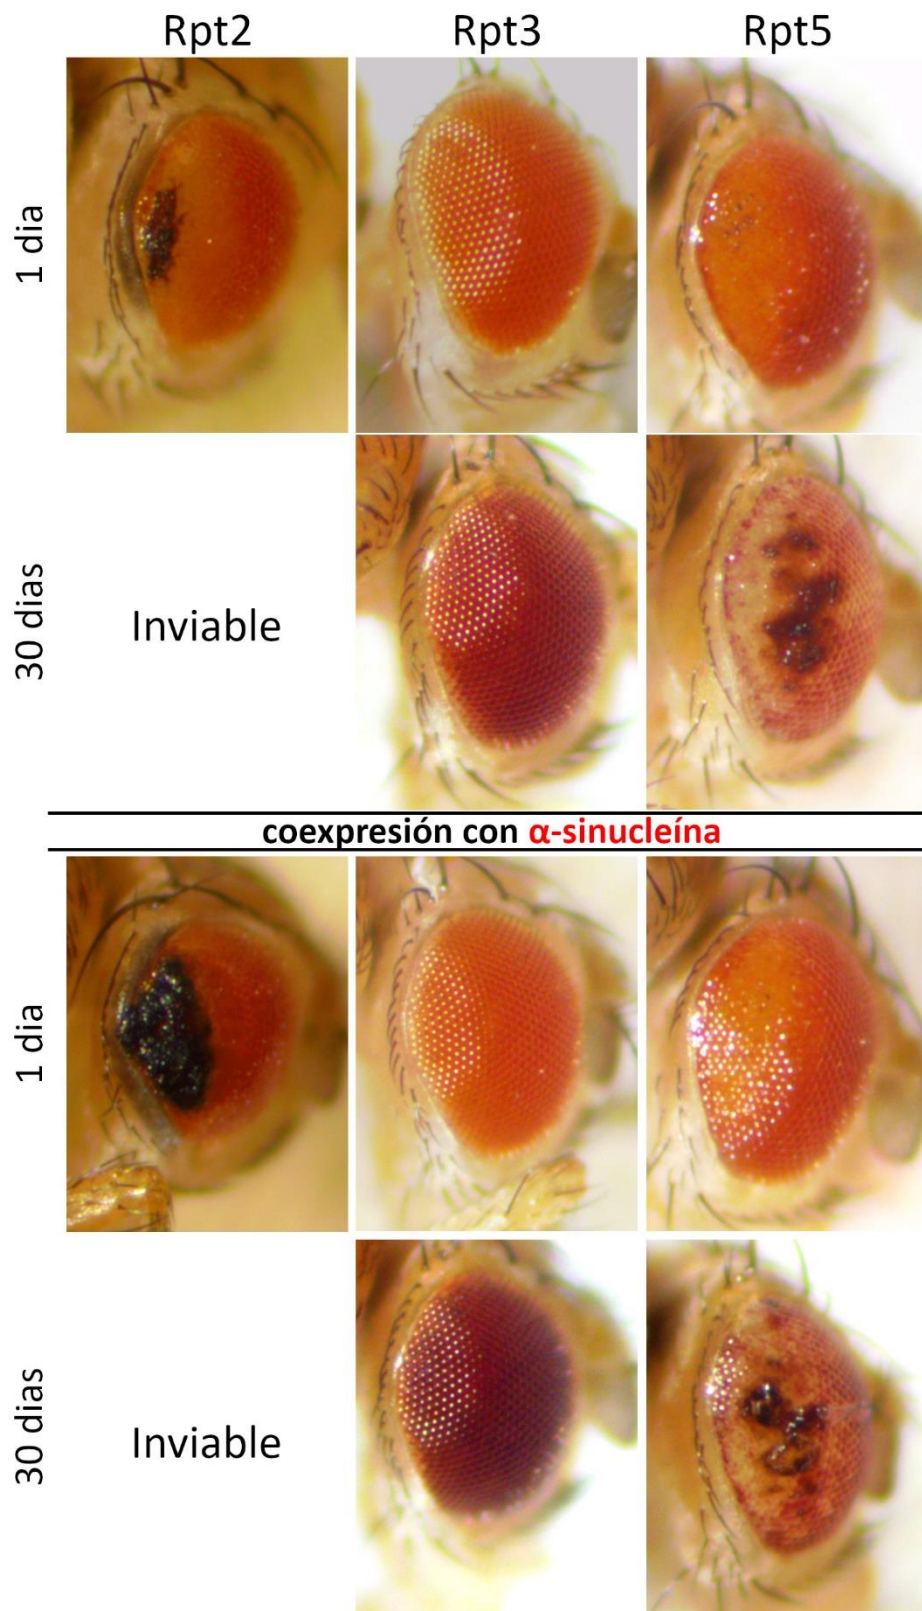 Rpt2 Rpt3 Rpt5
1 dia
30 dias
Inviable
coexpresión con α-sinucleína
1 dia
30 dias
Inviable